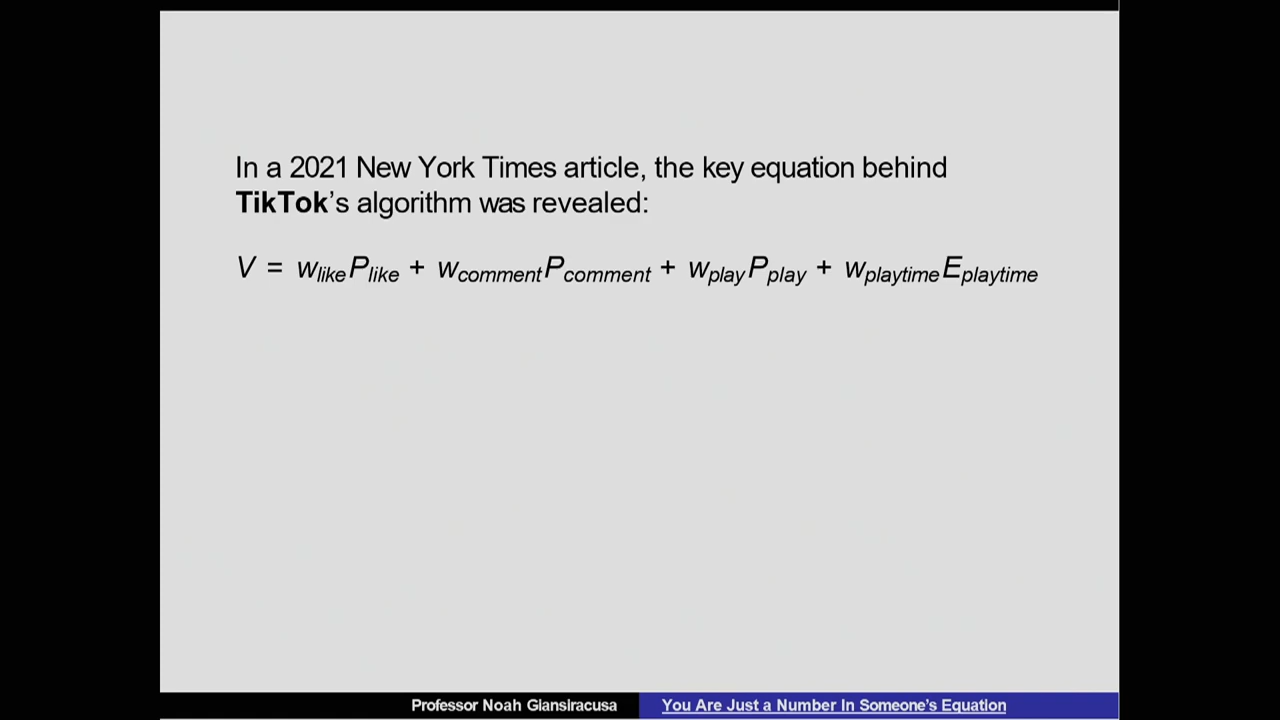 In a 2021 New York Times article, the key equation behind
TikTok's algorithm was revealed:
V = w_like P_like + w_comment P_comment + w_play P_play + w_playtime E_playtime
Professor Noah Giansiracusa
You Are Just a Number In Someone's Equation